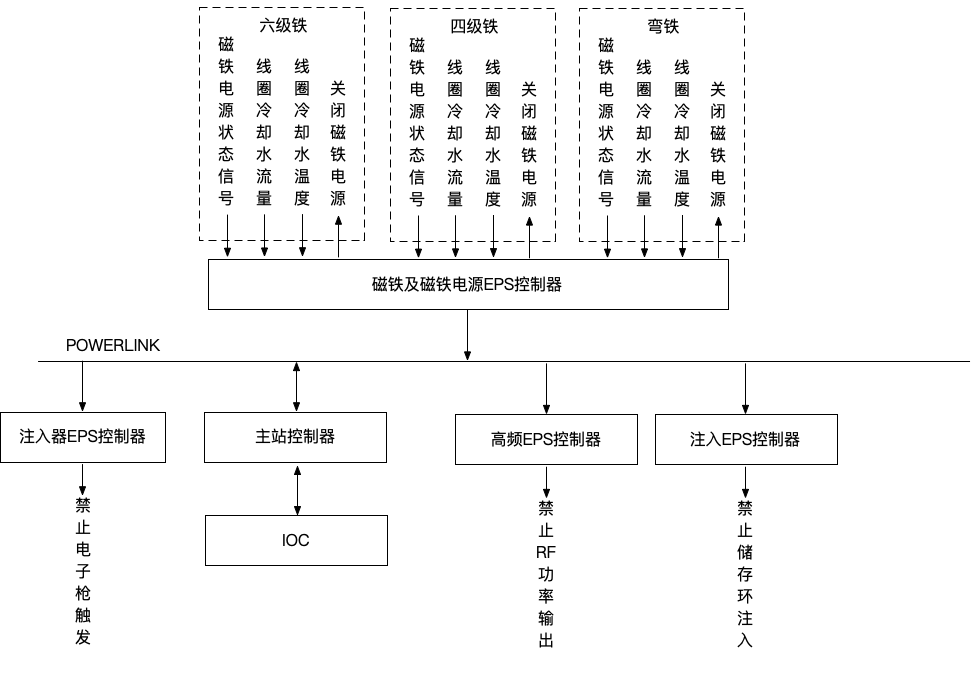 六级铁
磁铁电源状态信号
线圈冷却水流量
线圈冷却水温度
关闭磁铁电源
四级铁
磁铁电源状态信号
线圈冷却水流量
线圈冷却水温度
关闭磁铁电源
弯铁
磁铁电源状态信号
线圈冷却水流量
线圈冷却水温度
关闭磁铁电源
磁铁及磁铁电源EPS控制器
POWERLINK
注入器EPS控制器
主站控制器
高频EPS控制器
注入EPS控制器
禁止电子枪触发
IOC
禁止RF功率输出
禁止储存环注入